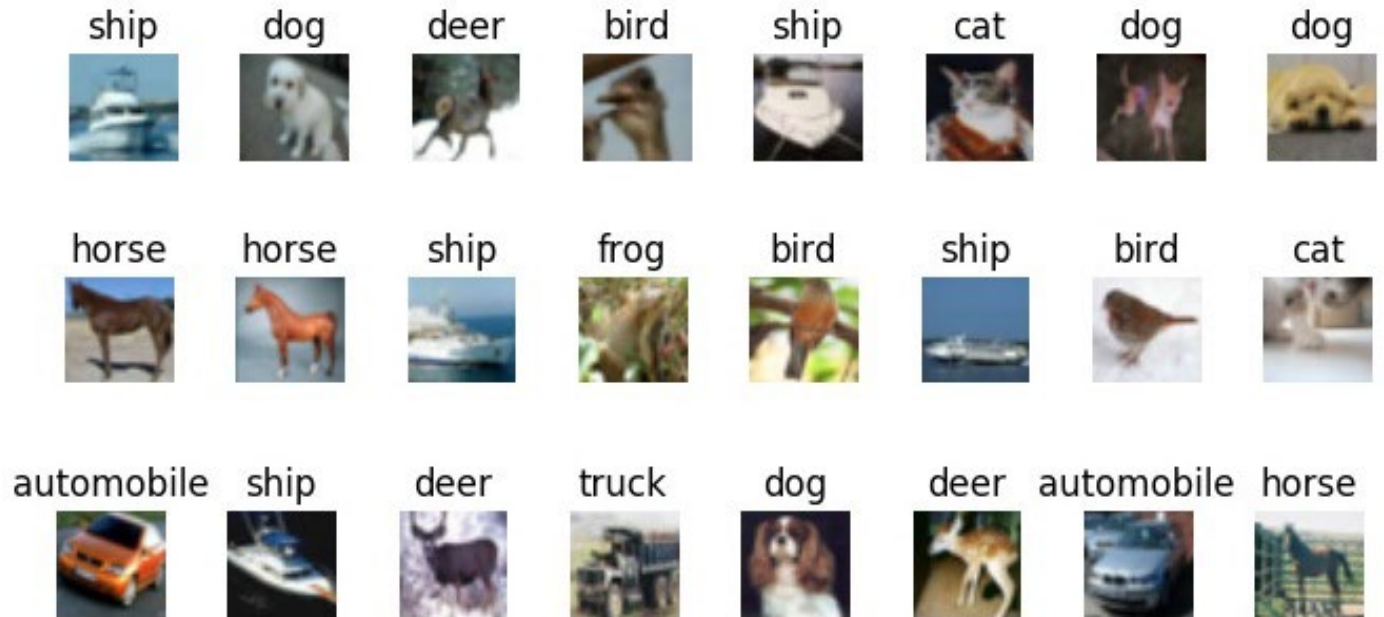 ship dog deer bird ship cat dog dog
horse horse ship frog bird ship bird cat
automobile ship deer truck dog deer automobile horse